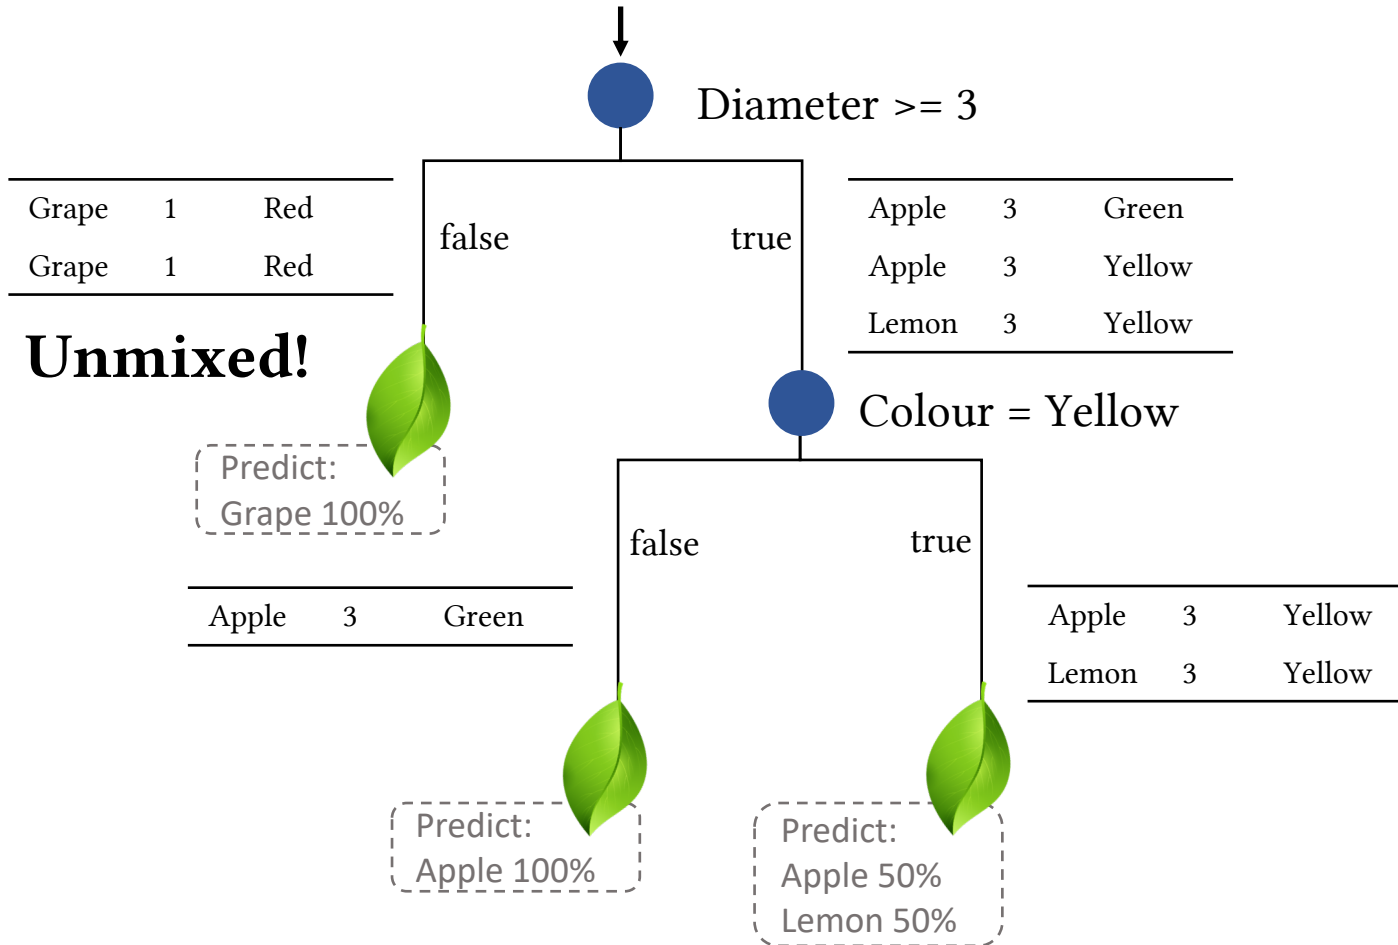 Diameter >= 3
Grape 1 Red
Grape 1 Red
false
true
Apple 3 Green
Apple 3 Yellow
Lemon 3 Yellow
Unmixed!
Colour = Yellow
Predict:
Grape 100%
false
true
Apple 3 Green
Apple 3 Yellow
Lemon 3 Yellow
Predict:
Apple 100%
Predict:
Apple 50%
Lemon 50%